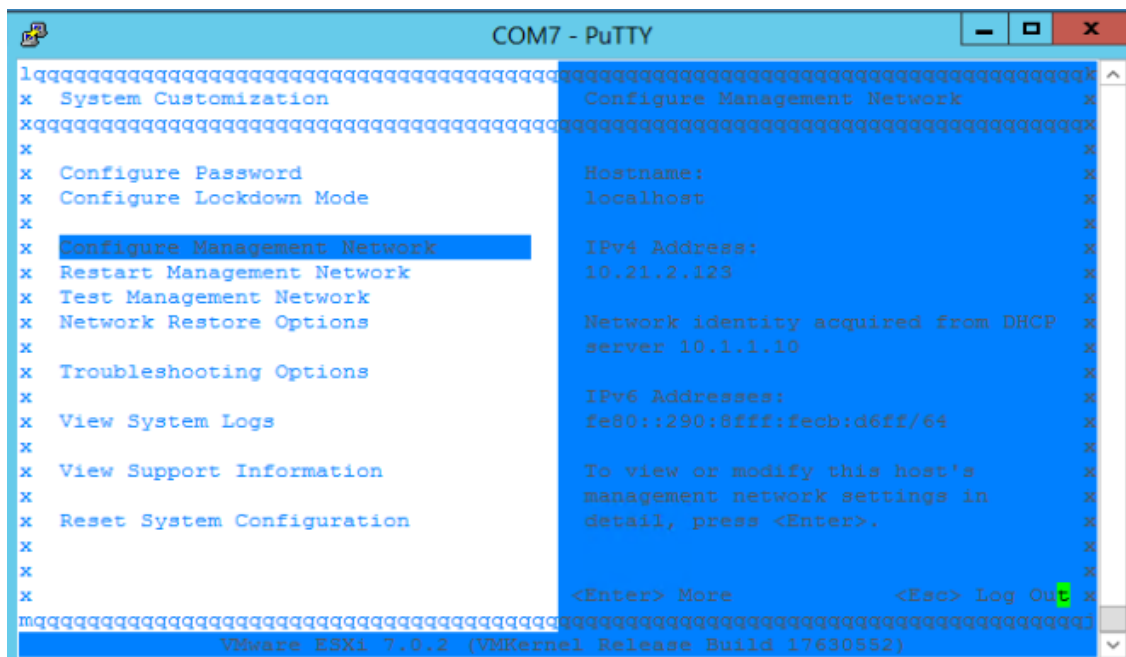 COM7 - PuTTY
lqqqqqqqqqqqqqqqqqqqqqqqqqqqqqqqqqqqqqqqqqqqqqqqqqqqqqqqqqqqqqqqqqqqqqqqqqqqqqqk
x System Customization Configure Management Network x
xqqqqqqqqqqqqqqqqqqqqqqqqqqqqqqqqqqqqqqqqqqqqqqqqqqqqqqqqqqqqqqqqqqqqqqqqqqqqqqx
x x
x Configure Password Hostname: x
x Configure Lockdown Mode localhost x
x x
x Configure Management Network IPv4 Address: x
x Restart Management Network 10.21.2.123 x
x Test Management Network x
x Network Restore Options Network identity acquired from DHCP x
x server 10.1.1.10 x
x Troubleshooting Options x
x IPv6 Addresses: x
x View System Logs fe80::290:8fff:fecb:d6ff/64 x
x x
x View Support Information To view or modify this host's x
x management network settings in x
x Reset System Configuration detail, press <Enter>. x
x x
x x
x <Enter> More <Esc> Log Out x
mqqqqqqqqqqqqqqqqqqqqqqqqqqqqqqqqqqqqqqqqqqqqqqqqqqqqqqqqqqqqqqqqqqqqqqqqqqqqqqj
VMware ESXi 7.0.2 (VMKernel Release Build 17630552)